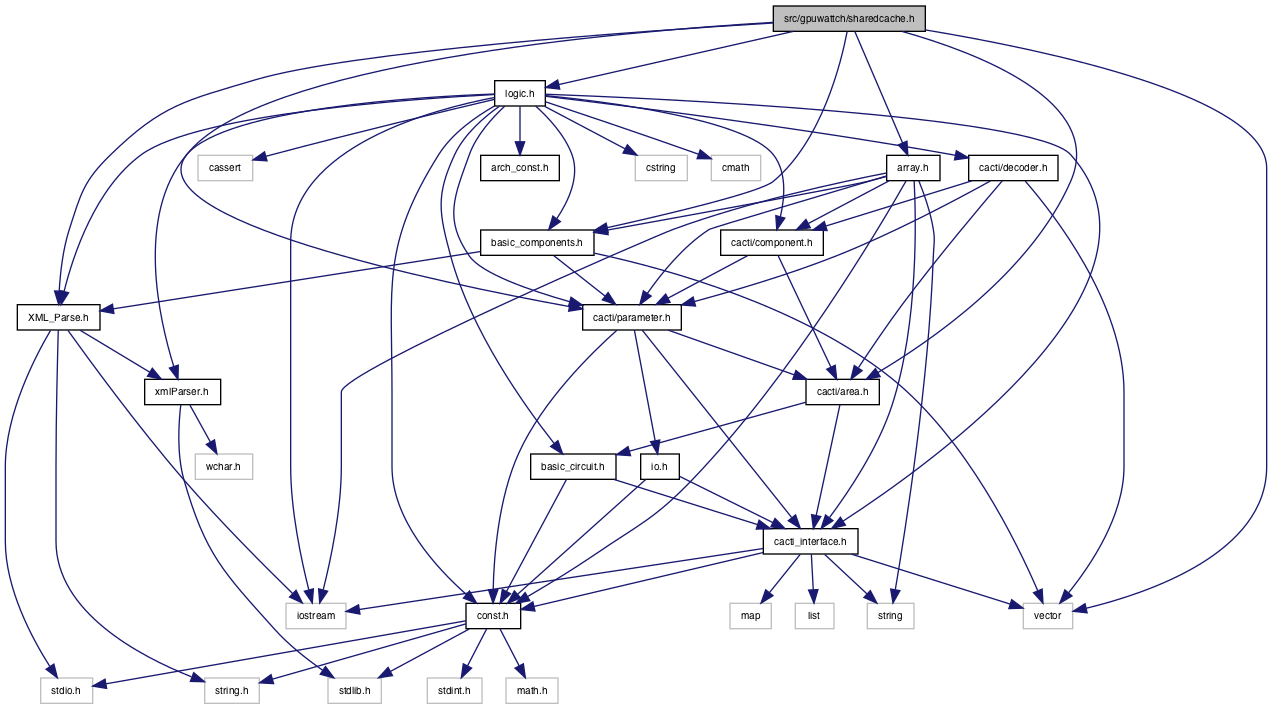 src/gpuwattch/sharedcache.h
logic.h
cassert
arch_const.h
cstring
cmath
array.h
cacti/decoder.h
basic_components.h
cacti/component.h
XML_Parse.h
cacti/parameter.h
xmlParser.h
cacti/area.h
wchar.h
basic_circuit.h
io.h
cacti_interface.h
iostream
const.h
map
list
string
vector
stdio.h
string.h
stdlib.h
stdint.h
math.h